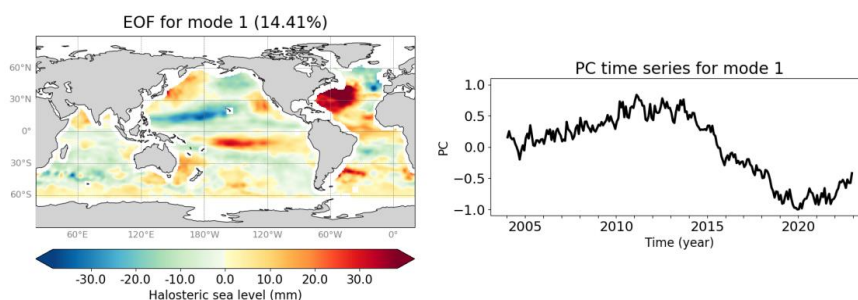 EOF for mode 1 (14.41%)
60°N
30°N
0°
30°S
60°S
60°E 120°E 180°W 120°W 60°W 0°
-30.0 -20.0 -10.0 0.0 10.0 20.0 30.0
Halosteric sea level (mm)
PC time series for mode 1
1.0
0.5
0.0
−0.5
−1.0
PC
2005 2010 2015 2020
Time (year)